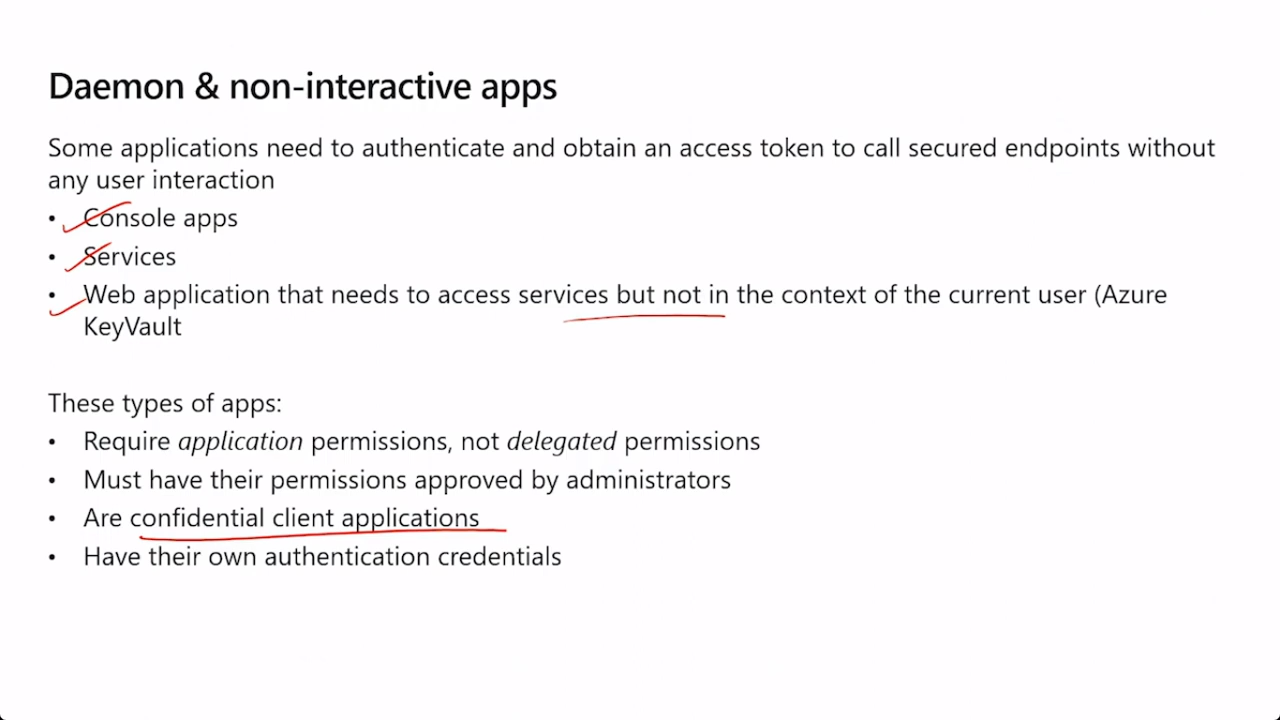 Daemon & non-interactive apps
Some applications need to authenticate and obtain an access token to call secured endpoints without
any user interaction
• Console apps
• Services
• Web application that needs to access services but not in the context of the current user (Azure
KeyVault
These types of apps:
• Require application permissions, not delegated permissions
• Must have their permissions approved by administrators
• Are confidential client applications
• Have their own authentication credentials